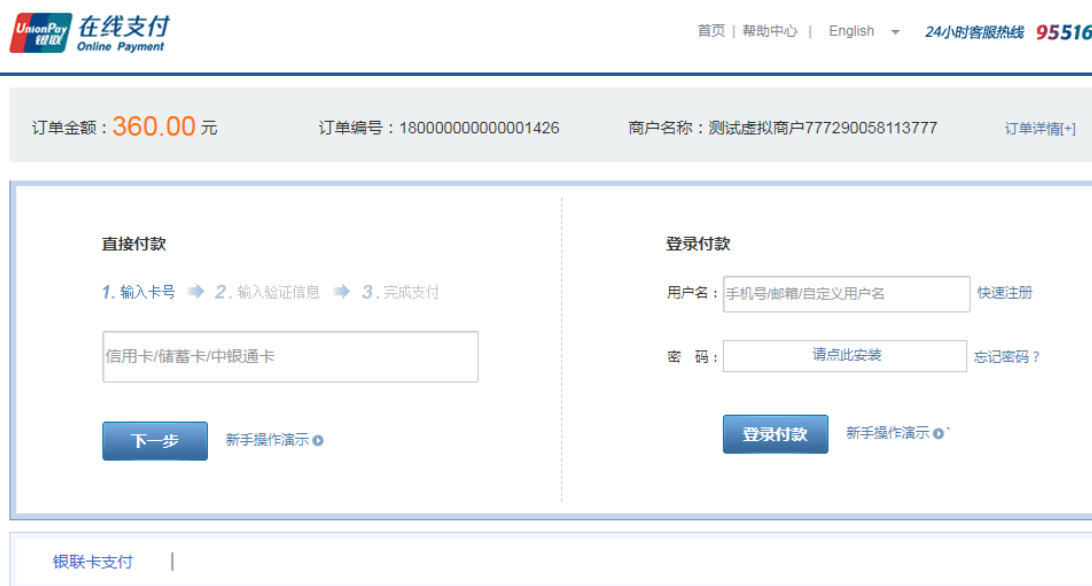 UnionPay 银联 在线支付 Online Payment
首页 | 帮助中心 | English 24小时客服热线 95516
订单金额：360.00 元 订单编号：180000000000001426 商户名称：测试虚拟商户777290058113777 订单详情[+]
直接付款
1. 输入卡号 2. 输入验证信息 3. 完成支付
信用卡/储蓄卡/中银通卡
下一步 新手操作演示
登录付款
用户名： 手机号/邮箱/自定义用户名 快速注册
密 码： 请点此安装 忘记密码？
登录付款 新手操作演示
银联卡支付 |